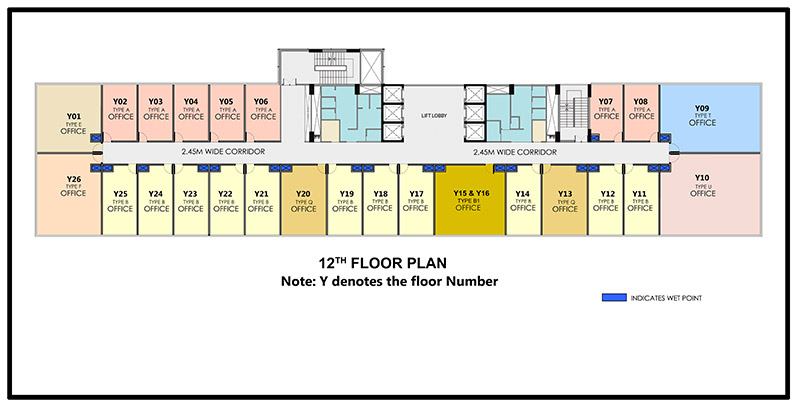 Y01
TYPE E
OFFICE
Y02
TYPE A
OFFICE
Y03
TYPE A
OFFICE
Y04
TYPE A
OFFICE
Y05
TYPE A
OFFICE
Y06
TYPE A
OFFICE
LIFT LOBBY
Y07
TYPE A
OFFICE
Y08
TYPE A
OFFICE
Y09
TYPE T
OFFICE
2.45M WIDE CORRIDOR
2.45M WIDE CORRIDOR
Y26
TYPE F
OFFICE
Y25
TYPE B
OFFICE
Y24
TYPE B
OFFICE
Y23
TYPE B
OFFICE
Y22
TYPE B
OFFICE
Y21
TYPE B
OFFICE
Y20
TYPE Q
OFFICE
Y19
TYPE B
OFFICE
Y18
TYPE B
OFFICE
Y17
TYPE B
OFFICE
Y15 & Y16
TYPE B1
OFFICE
Y14
TYPE B
OFFICE
Y13
TYPE Q
OFFICE
Y12
TYPE B
OFFICE
Y11
TYPE B
OFFICE
Y10
TYPE U
OFFICE
12TH FLOOR PLAN
Note: Y denotes the floor Number
INDICATES WET POINT